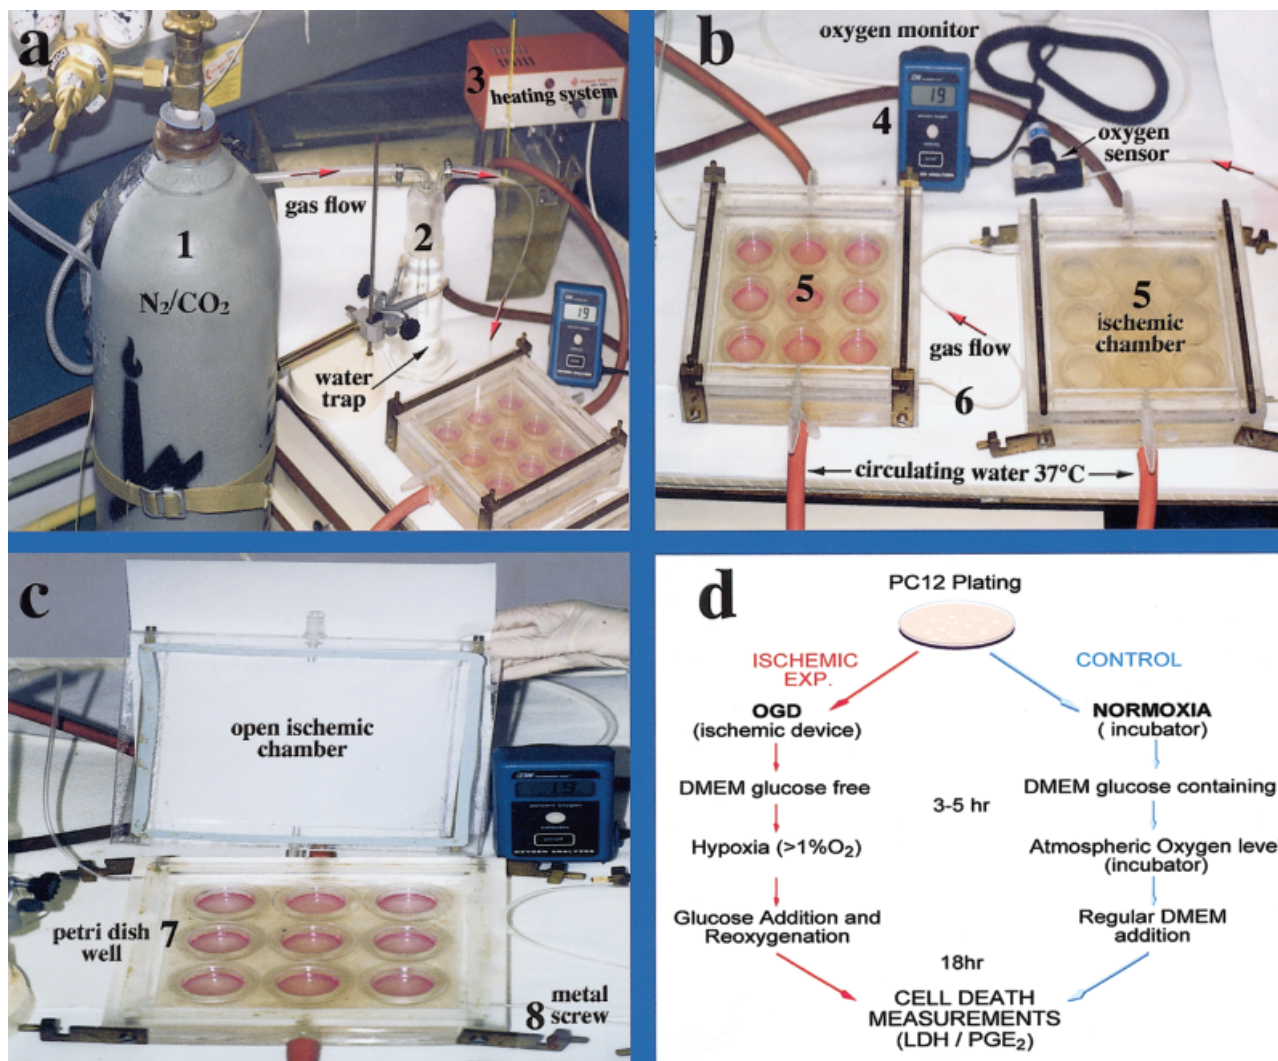 a
3
heating system
gas flow
1
2
N₂/CO₂
19
water
trap
b
oxygen monitor
19
4
oxygen
sensor
5
5
ischemic
chamber
gas flow
6
circulating water 37°C
c
open ischemic
chamber
19
OXYGEN ANALYZER
petri dish
well
7
8
metal
screw
d
PC12 Plating
ISCHEMIC
EXP.
CONTROL
OGD
(ischemic device)
NORMOXIA
( incubator)
DMEM glucose free
3-5 hr
DMEM glucose containing
Hypoxia (>1%O₂)
Atmospheric Oxygen level
(incubator)
Glucose Addition and
Reoxygenation
Regular DMEM
addition
18hr
CELL DEATH
MEASUREMENTS
(LDH / PGE₂)